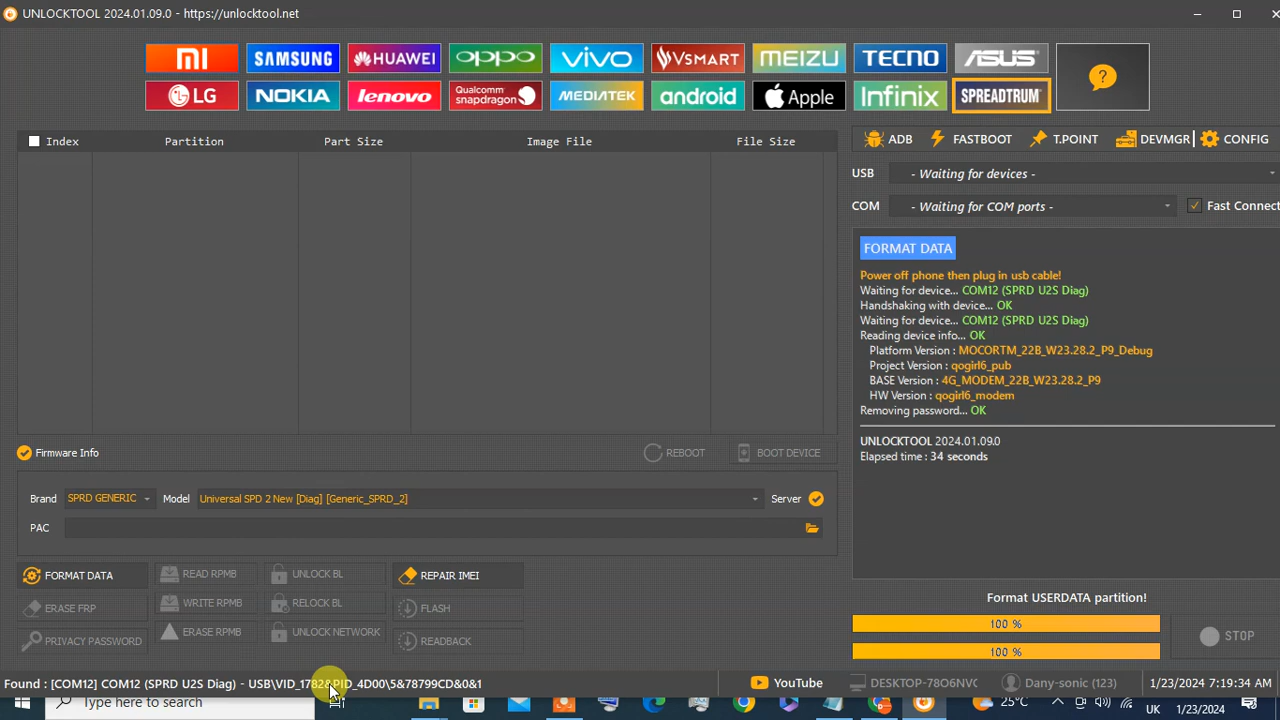 UNLOCKTOOL 2024.01.09.0 - https://unlocktool.net
mi SAMSUNG HUAWEI oppo vivo VSMART MEIZU TECNO ASUS ?
LG NOKIA lenovo Qualcomm snapdragon MEDIATEK android Apple Infinix SPREADTRUM
Index Partition Part Size Image File File Size
ADB FASTBOOT T.POINT DEVMGR CONFIG
USB - Waiting for devices -
COM - Waiting for COM ports - Fast Connect
FORMAT DATA
Power off phone then plug in usb cable!
Waiting for device... COM12 (SPRD U2S Diag)
Handshaking with device... OK
Waiting for device... COM12 (SPRD U2S Diag)
Reading device info... OK
Platform Version : MOCORTM_22B_W23.28.2_P9_Debug
Project Version : qogirl6_pub
BASE Version : 4G_MODEM_22B_W23.28.2_P9
HW Version : qogirl6_modem
Removing password... OK
UNLOCKTOOL 2024.01.09.0
Elapsed time : 34 seconds
Firmware Info REBOOT BOOT DEVICE
Brand SPRD GENERIC Model Universal SPD 2 New [Diag] [Generic_SPRD_2] Server
PAC
FORMAT DATA READ RPMB UNLOCK BL REPAIR IMEI
ERASE FRP WRITE RPMB RELOCK BL FLASH
PRIVACY PASSWORD ERASE RPMB UNLOCK NETWORK READBACK
Format USERDATA partition!
100 %
100 %
STOP
Found : [COM12] COM12 (SPRD U2S Diag) - USB\VID_1782&PID_4D00\5&78799CD&0&1
YouTube DESKTOP-78O6NVC Dany-sonic (123) 1/23/2024 7:19:34 AM
Type here to search 25°C UK 1/23/2024